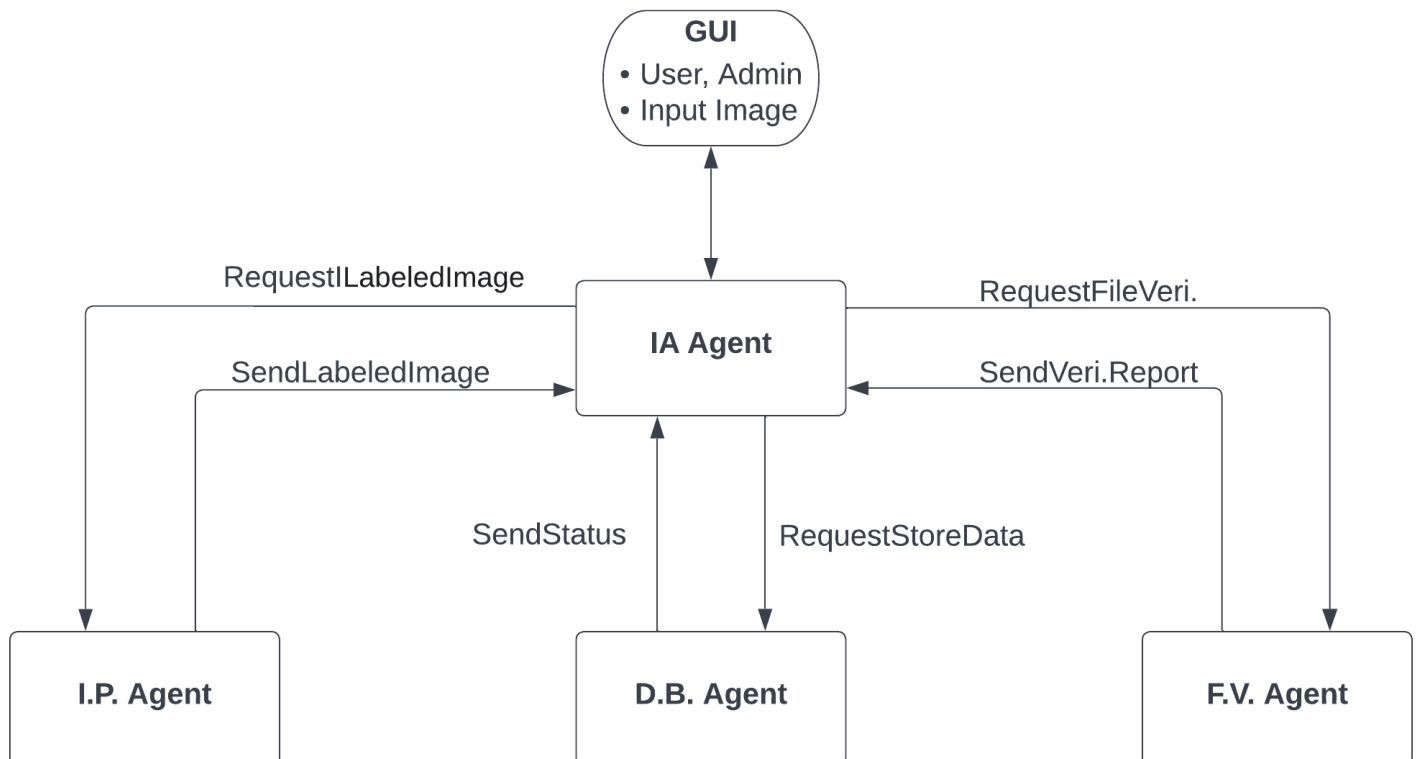 GUI
• User, Admin
• Input Image
RequestILabeledImage
RequestFileVeri.
IA Agent
SendLabeledImage
SendVeri.Report
SendStatus
RequestStoreData
I.P. Agent
D.B. Agent
F.V. Agent